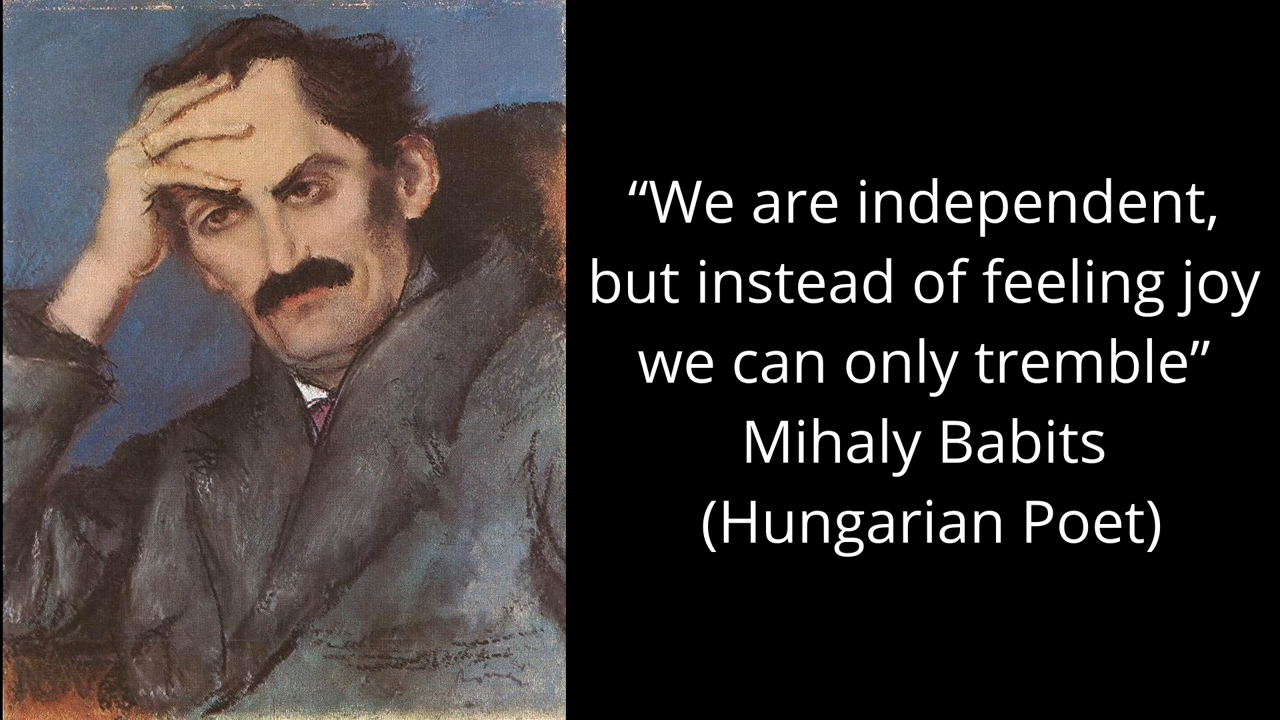 “We are independent,
but instead of feeling joy
we can only tremble”
Mihaly Babits
(Hungarian Poet)